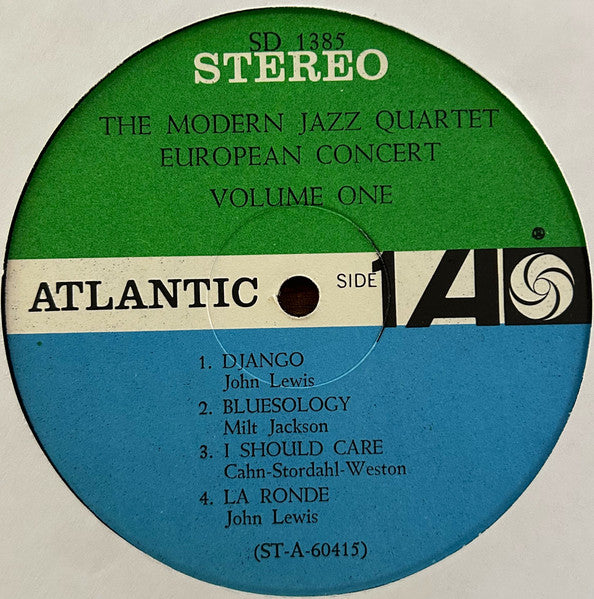 SD 1385
STEREO
THE MODERN JAZZ QUARTET
EUROPEAN CONCERT
VOLUME ONE
ATLANTIC
SIDE 1
A
1. DJANGO
John Lewis
2. BLUESOLOGY
Milt Jackson
3. I SHOULD CARE
Cahn-Stordahl-Weston
4. LA RONDE
John Lewis
(ST-A-60415)